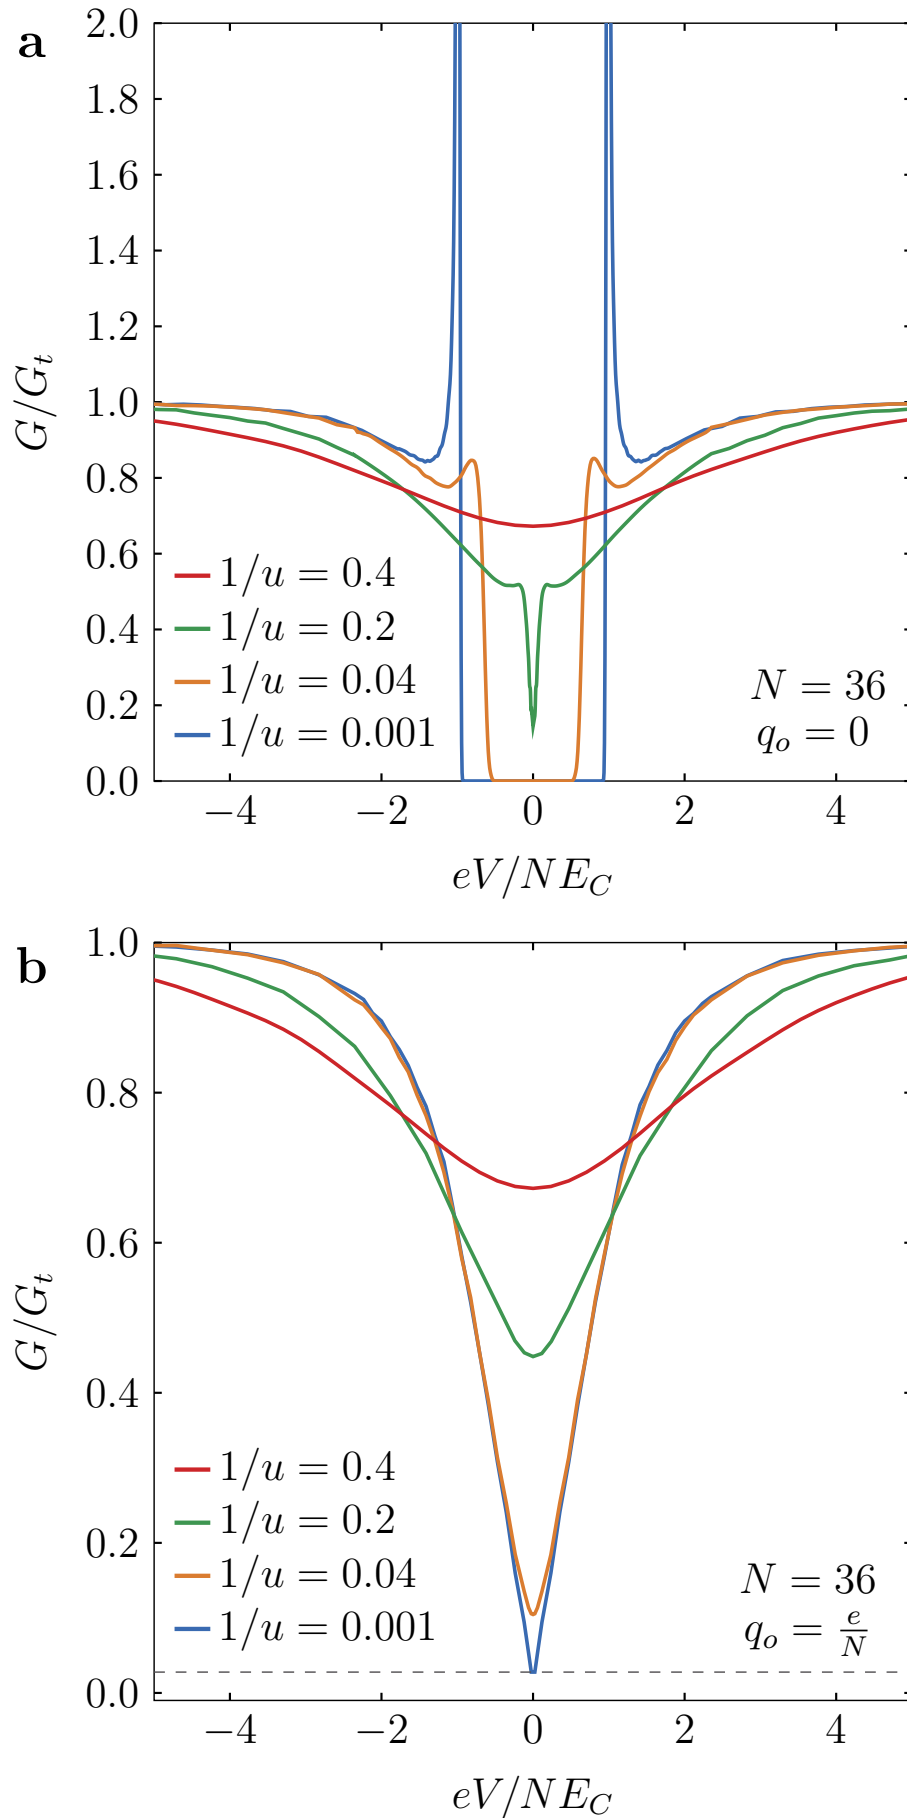 a
2.0
1.8
1.6
1.4
1.2
1.0
0.8
0.6
0.4
0.2
0.0
G/G_t
1/u = 0.4
1/u = 0.2
1/u = 0.04
1/u = 0.001
N = 36
q_o = 0
−4 −2 0 2 4
eV/NE_C
b
1.0
0.8
0.6
0.4
0.2
0.0
G/G_t
1/u = 0.4
1/u = 0.2
1/u = 0.04
1/u = 0.001
N = 36
q_o = e/N
−4 −2 0 2 4
eV/NE_C